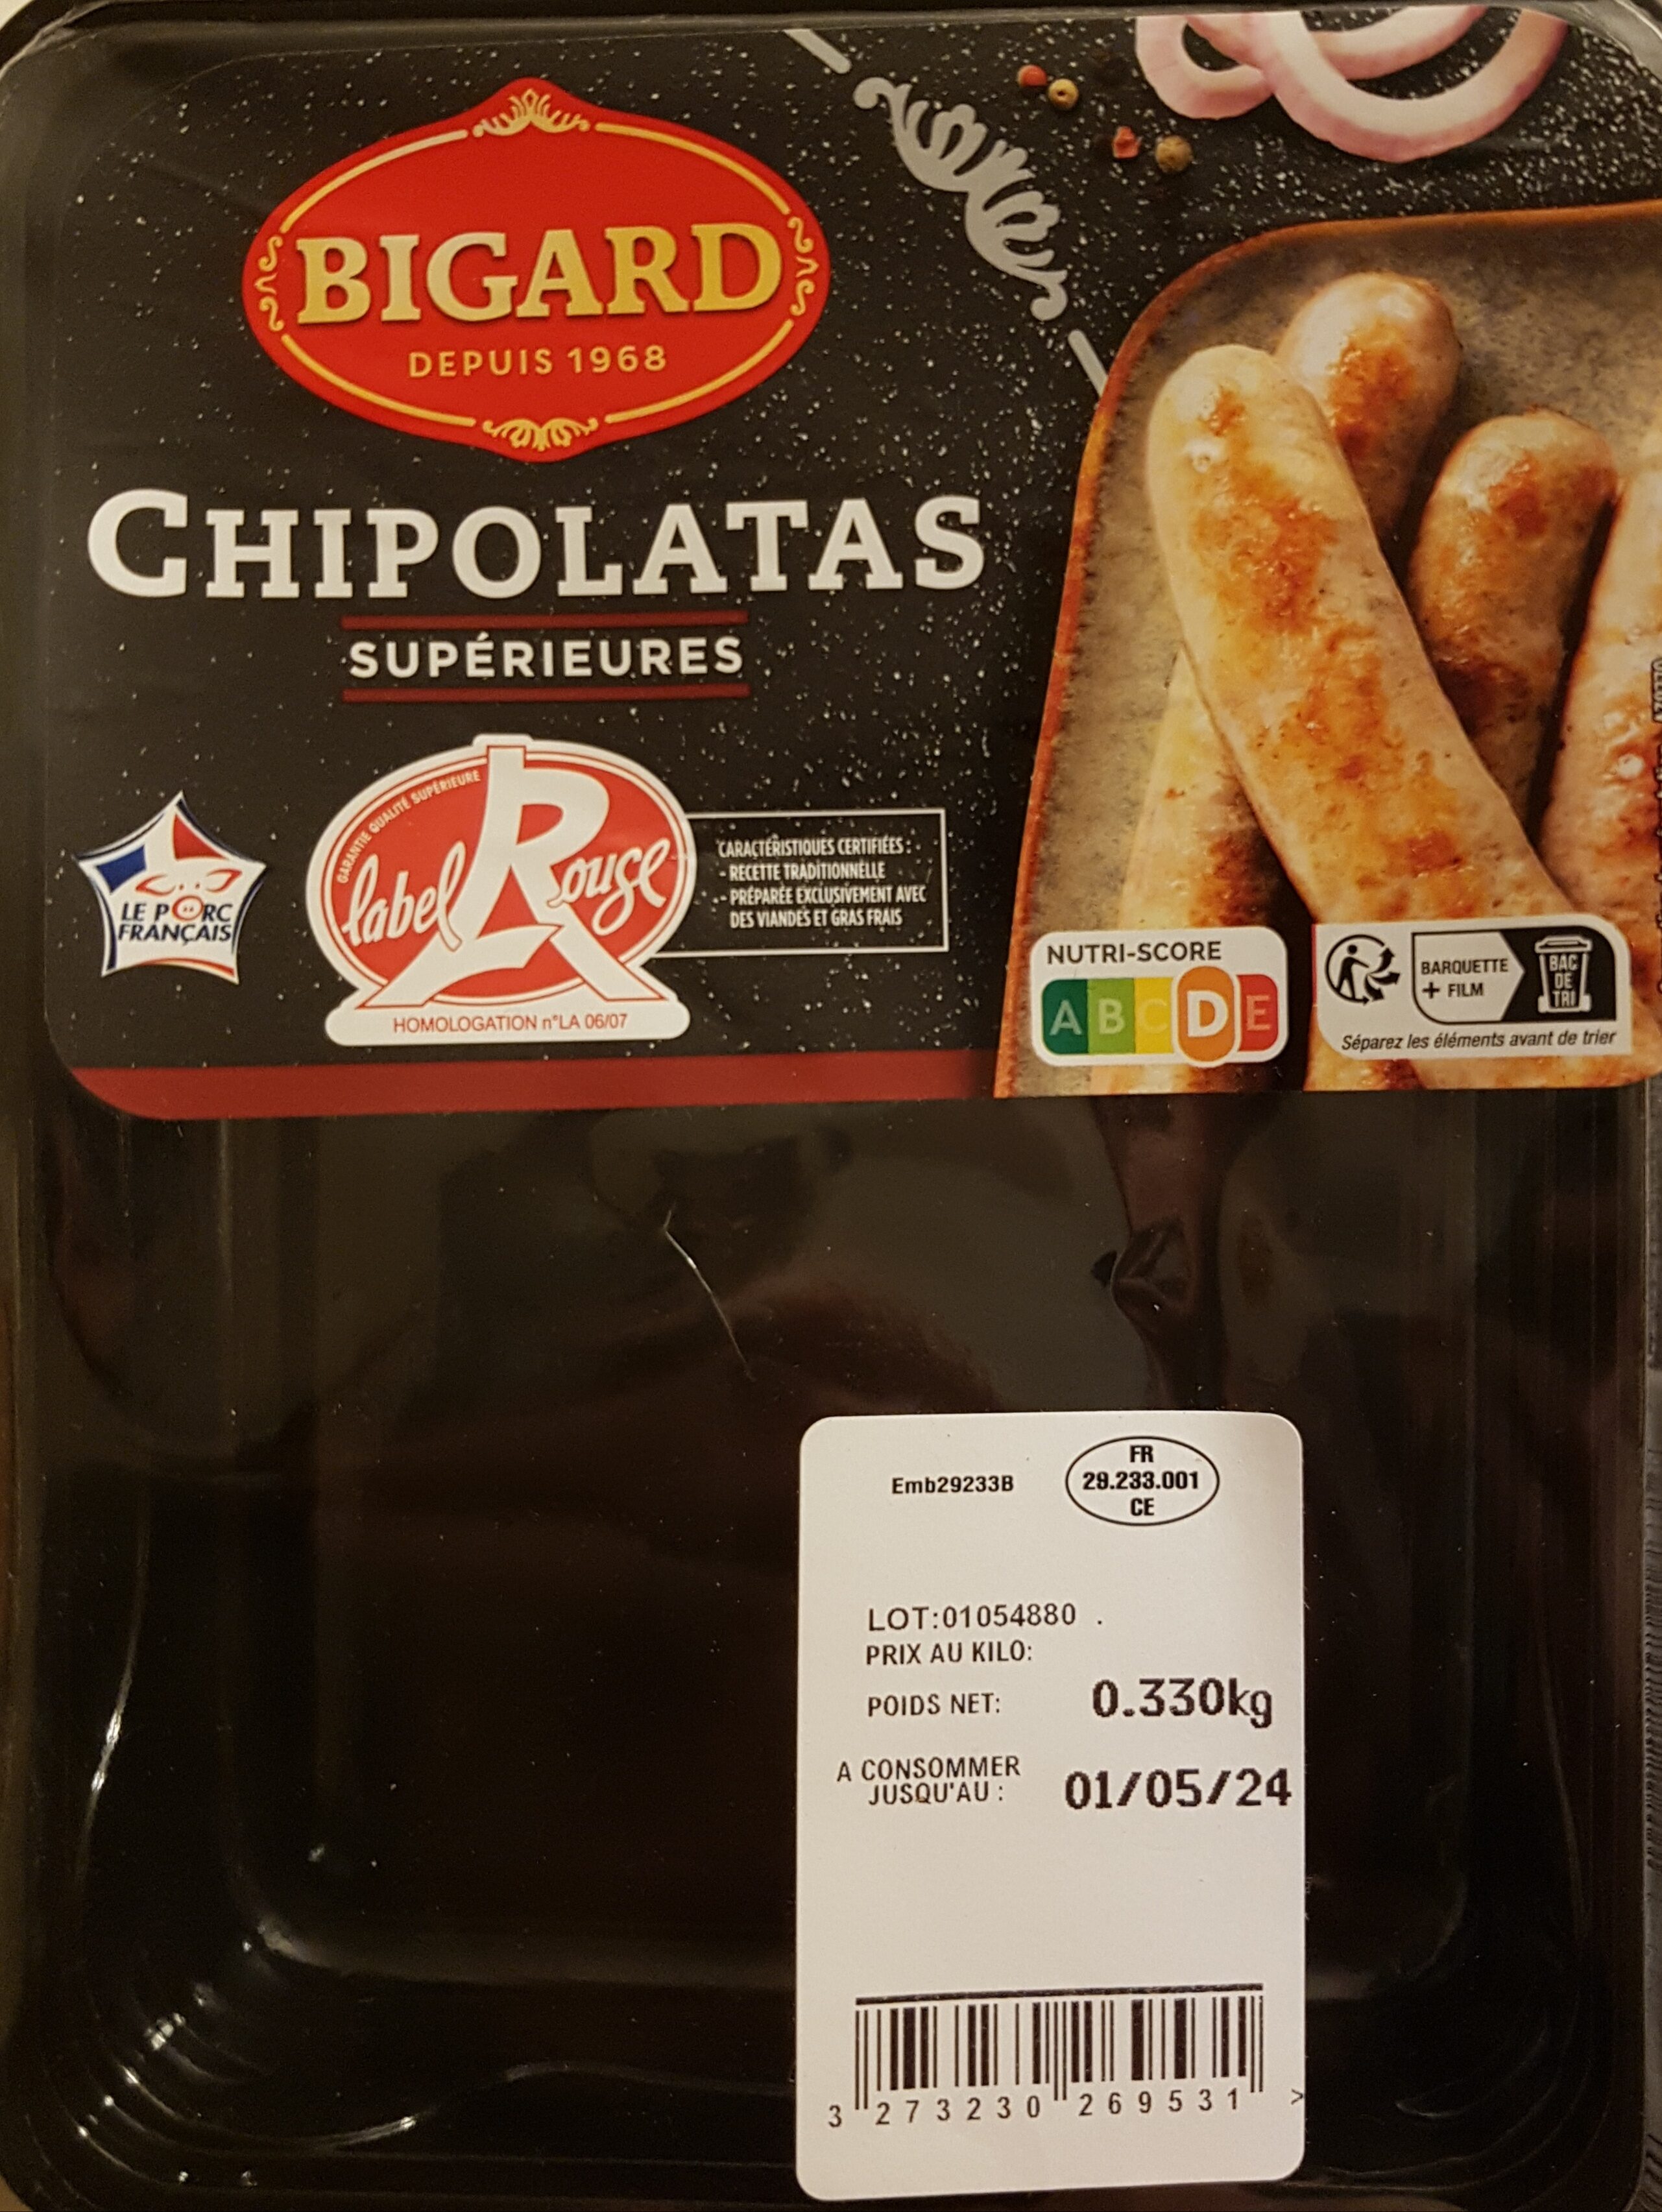 BIGARD
DEPUIS 1968
CHIPOLATAS
SUPÉRIEURES
LE PORC
FRANÇAIS
GARANTIE QUALITÉ SUPÉRIEURE
label Rouge
HOMOLOGATION n°LA 06/07
CARACTÉRISTIQUES CERTIFIÉES :
- RECETTE TRADITIONNELLE
- PRÉPARÉE EXCLUSIVEMENT AVEC
DES VIANDES ET GRAS FRAIS
NUTRI-SCORE
A B C D E
BARQUETTE
+ FILM
BAC
DE
TRI
Séparez les éléments avant de trier
Emb29233B
FR
29.233.001
CE
LOT:01054880 .
PRIX AU KILO:
POIDS NET: 0.330kg
A CONSOMMER
JUSQU'AU : 01/05/24
3 273230 269531 >